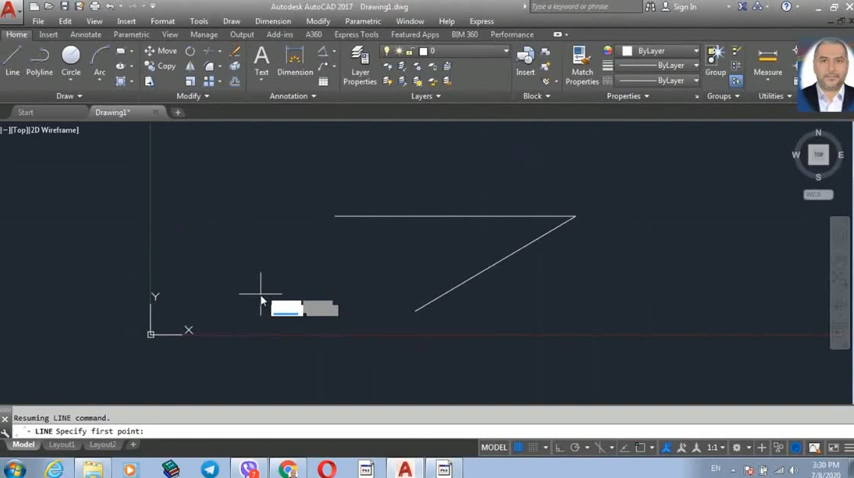 Autodesk AutoCAD 2017 - Drawing1.dwg
Type a keyword or phrase
Sign In
File Edit View Insert Format Tools Draw Dimension Modify Parametric Window Help Express
Home Insert Annotate Parametric View Manage Output Add-ins A360 Express Tools Featured Apps BIM 360 Performance
Move
Copy
Line Polyline Circle Arc
Text Dimension
Layer
Properties
0
Insert
Match
Properties
ByLayer
ByLayer
ByLayer
Group
Measure
Draw Modify Annotation Layers Block Properties Groups Utilities
Start Drawing1*
[−][Top][2D Wireframe]
N
W TOP E
S
WCS
Y
X
Resuming LINE command.
LINE Specify first point:
Model Layout1 Layout2 +
MODEL 1:1
EN
3:30 PM
7/8/2020